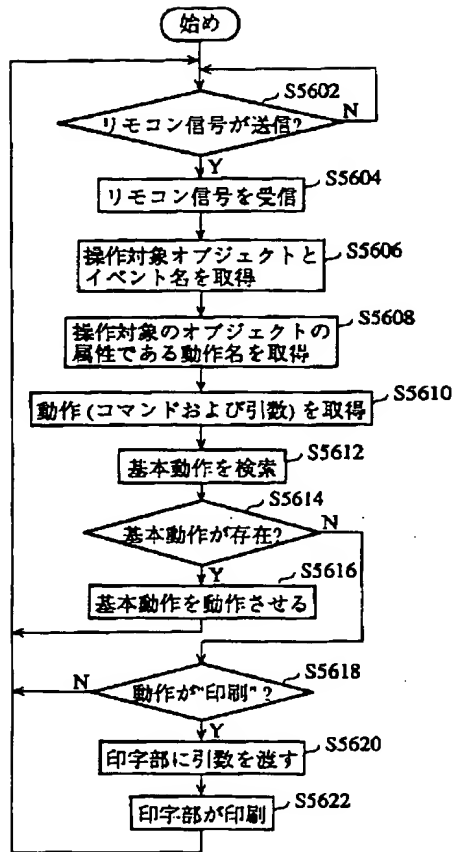 始め
S5602
リモコン信号が送信?
N
Y
S5604
リモコン信号を受信
S5606
操作対象オブジェクトと
イベント名を取得
S5608
操作対象のオブジェクトの
属性である動作名を取得
S5610
動作(コマンドおよび引数)を取得
S5612
基本動作を検索
S5614
基本動作が存在?
N
Y
S5616
基本動作を動作させる
S5618
N
動作が"印刷"?
Y
S5620
印字部に引数を渡す
S5622
印字部が印刷